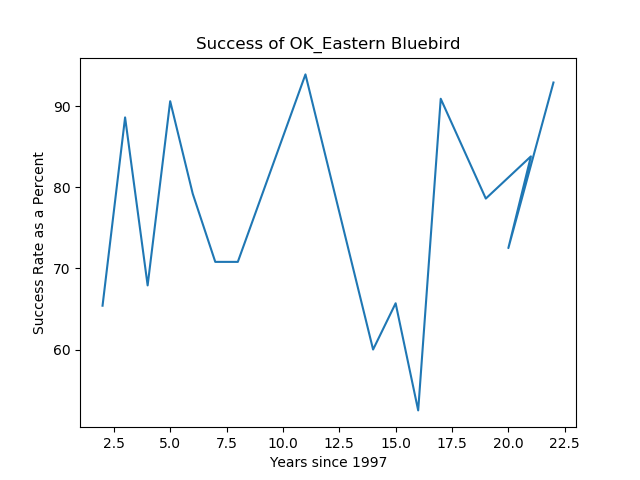 Success of OK_Eastern Bluebird
Success Rate as a Percent
90
80
70
60
2.5 5.0 7.5 10.0 12.5 15.0 17.5 20.0 22.5
Years since 1997